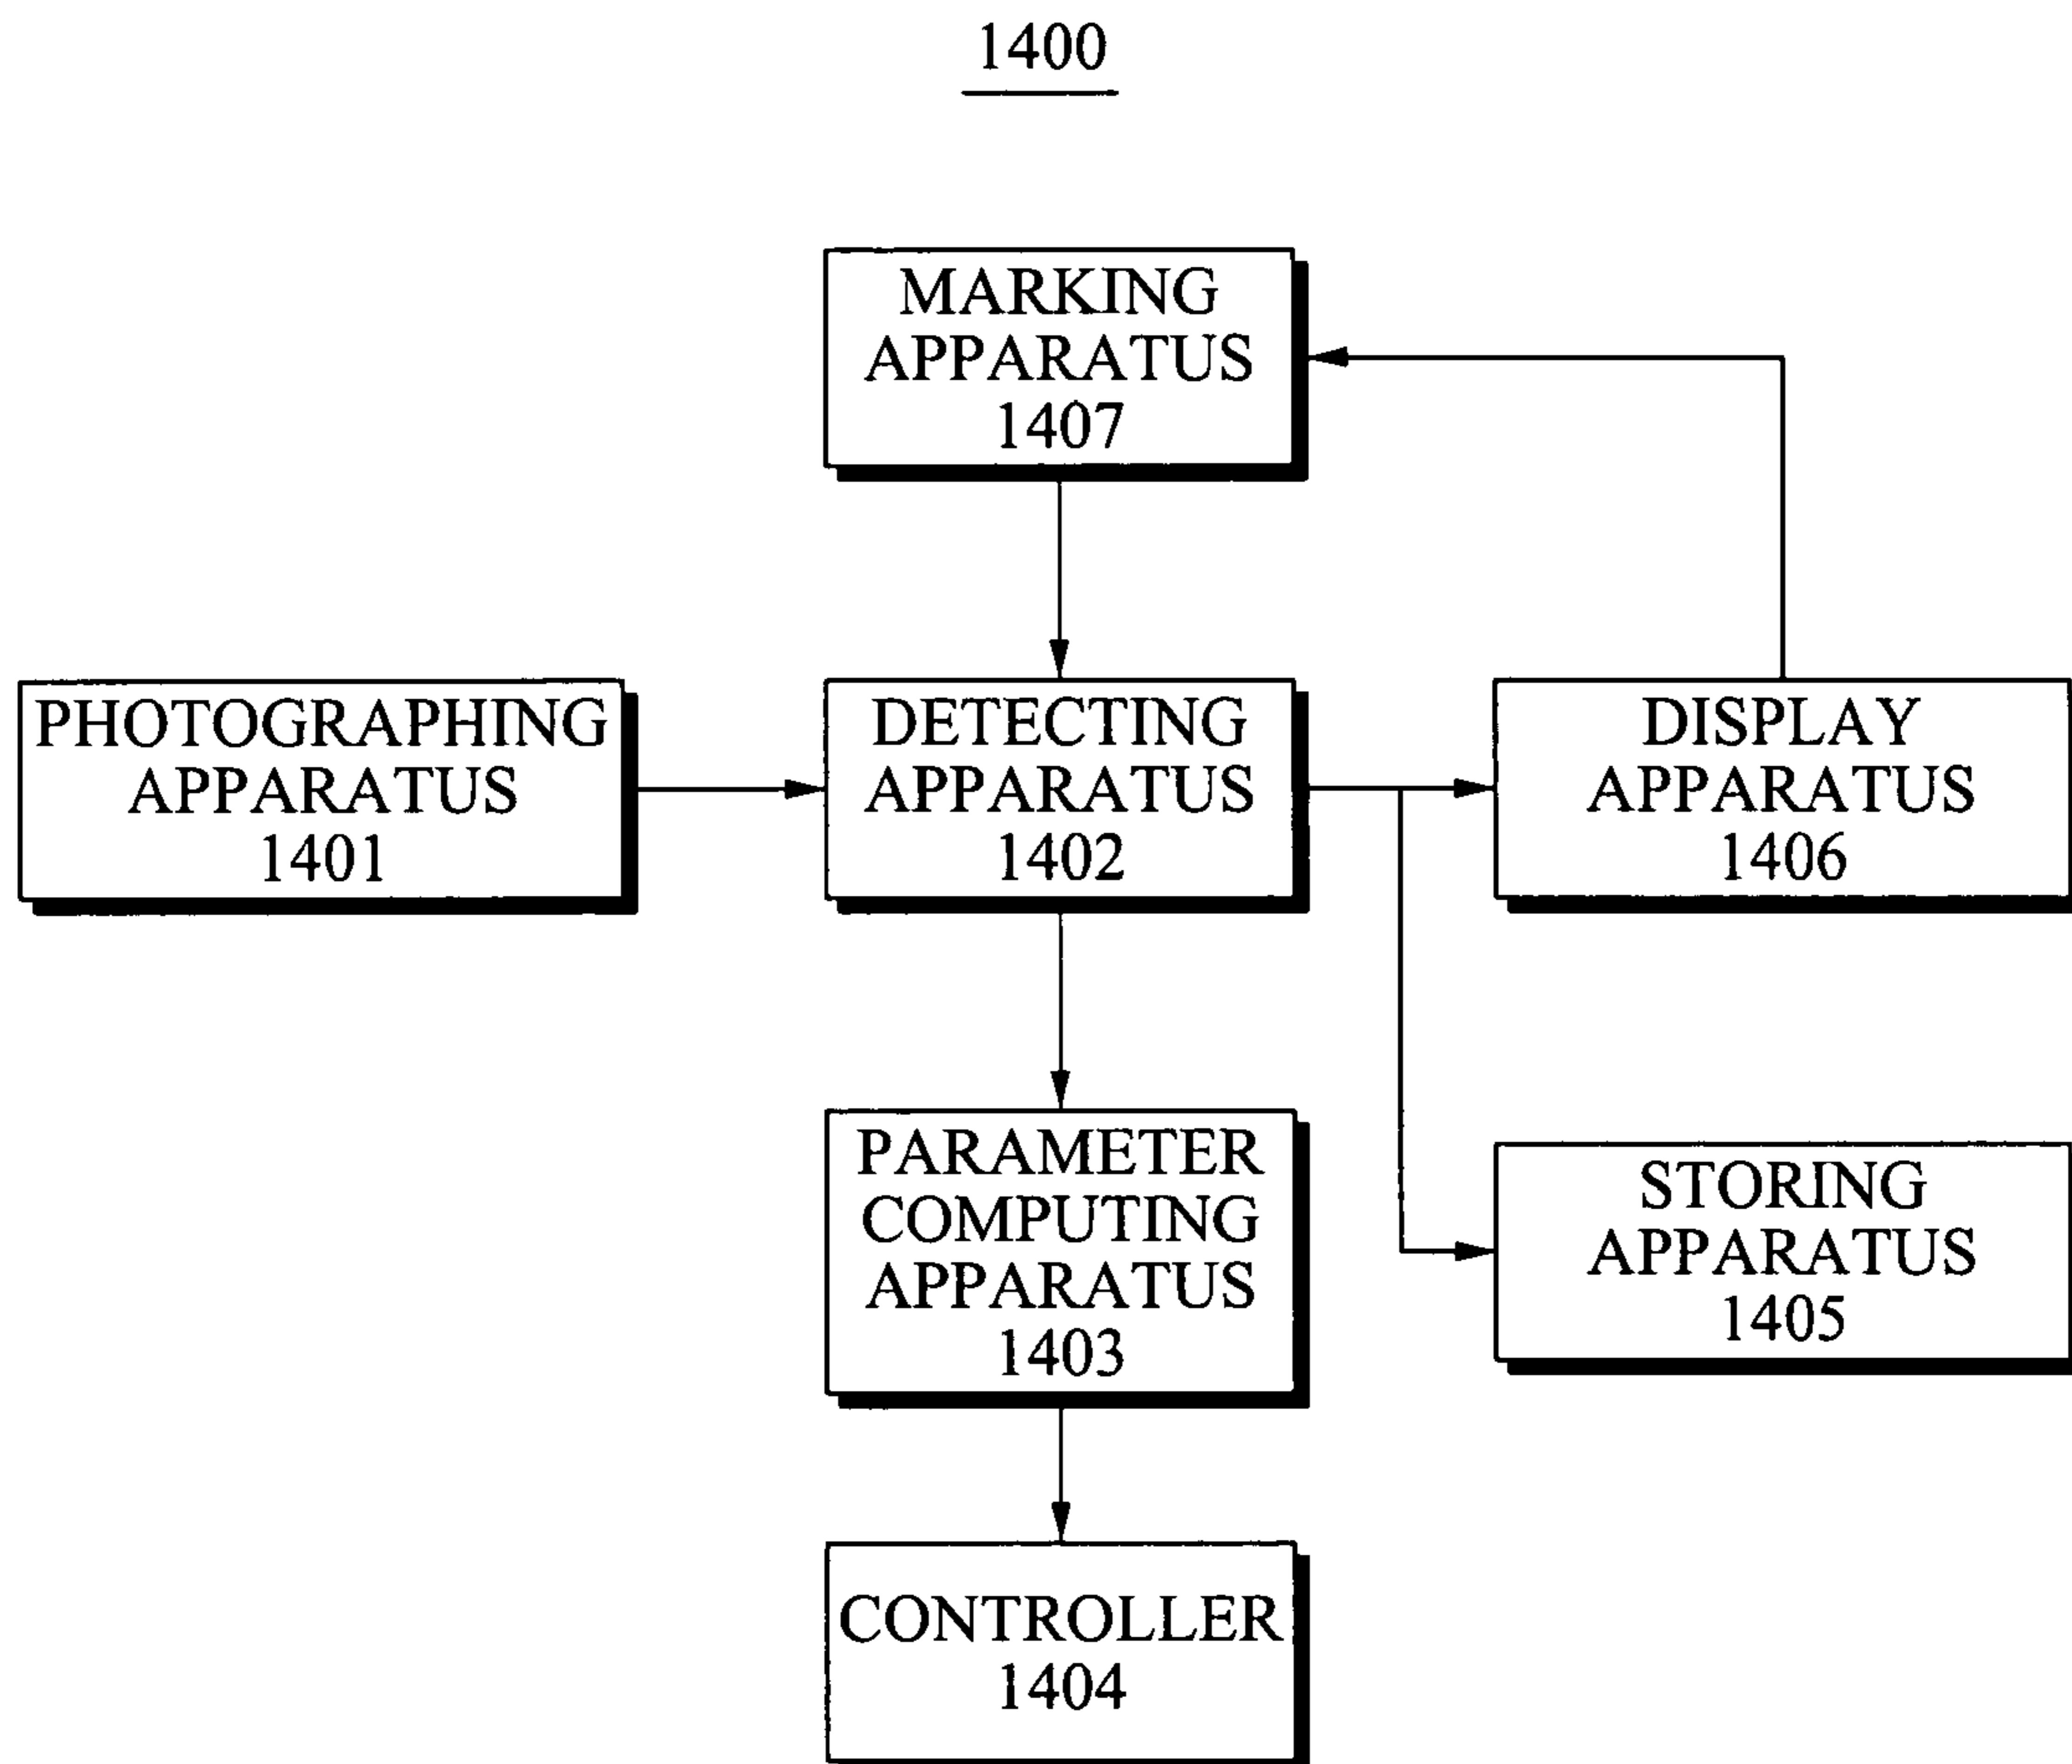 1400
MARKING
APPARATUS
1407
PHOTOGRAPHING
APPARATUS
1401
DETECTING
APPARATUS
1402
DISPLAY
APPARATUS
1406
PARAMETER
COMPUTING
APPARATUS
1403
STORING
APPARATUS
1405
CONTROLLER
1404